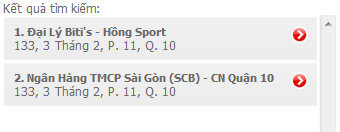 Kết quả tìm kiếm:
1. Đại Lý Biti's - Hồng Sport
133, 3 Tháng 2, P. 11, Q. 10
2. Ngân Hàng TMCP Sài Gòn (SCB) - CN Quận 10
133, 3 Tháng 2, P. 11, Q. 10